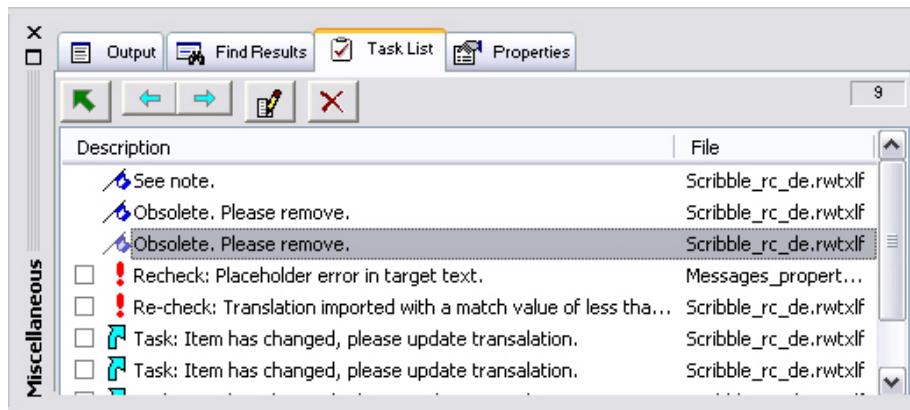 Output Find Results Task List Properties
9
Description File
See note. Scribble_rc_de.rwtxlf
Obsolete. Please remove. Scribble_rc_de.rwtxlf
Obsolete. Please remove. Scribble_rc_de.rwtxlf
Recheck: Placeholder error in target text. Messages_propert...
Re-check: Translation imported with a match value of less tha... Scribble_rc_de.rwtxlf
Task: Item has changed, please update transalation. Scribble_rc_de.rwtxlf
Task: Item has changed, please update transalation. Scribble_rc_de.rwtxlf
Miscellaneous